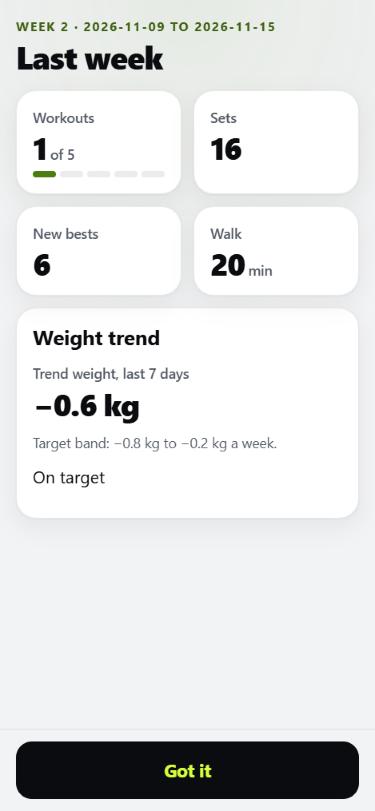 WEEK 2 · 2026-11-09 TO 2026-11-15
Last week
Workouts
1 of 5
Sets
16
New bests
6
Walk
20 min
Weight trend
Trend weight, last 7 days
−0.6 kg
Target band: −0.8 kg to −0.2 kg a week.
On target
Got it